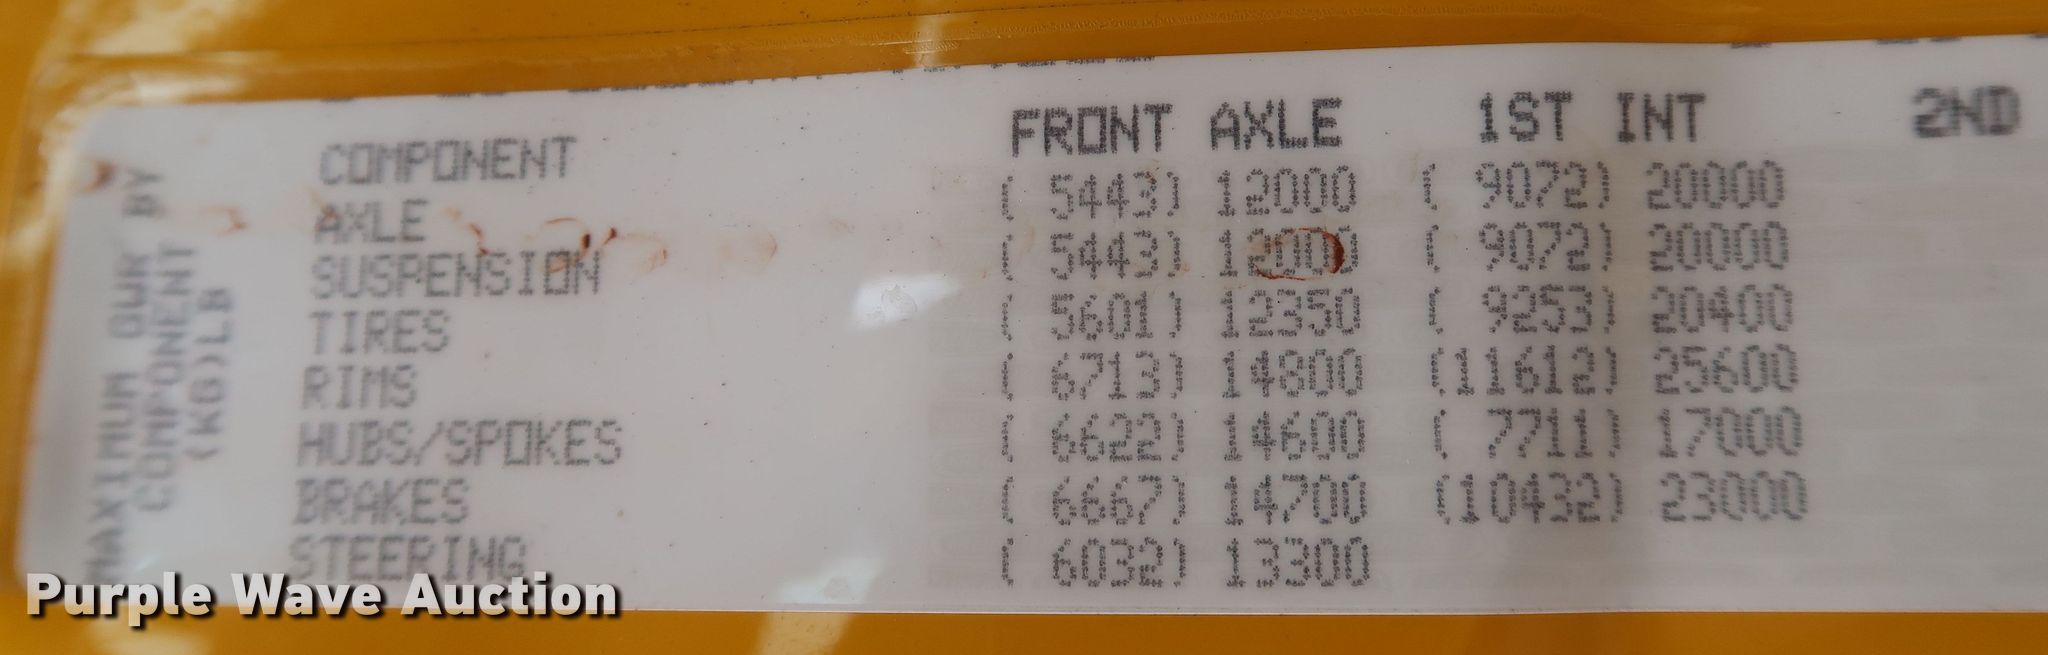 MAXIMUM GWR BY
COMPONENT
(KG)LB
COMPONENT FRONT AXLE 1ST INT 2ND
AXLE ( 5443) 12000 ( 9072) 20000
SUSPENSION ( 5443) 12000 ( 9072) 20000
TIRES 12350 ( 9253) 20400
RIMS ( 6713) 14800 (11612) 25600
HUBS/SPOKES ( 6622) 14600 ( 7711) 17000
BRAKES ( 6667) 14700 (10432) 23000
STEERING ( 6032) 13300
Purple Wave Auction